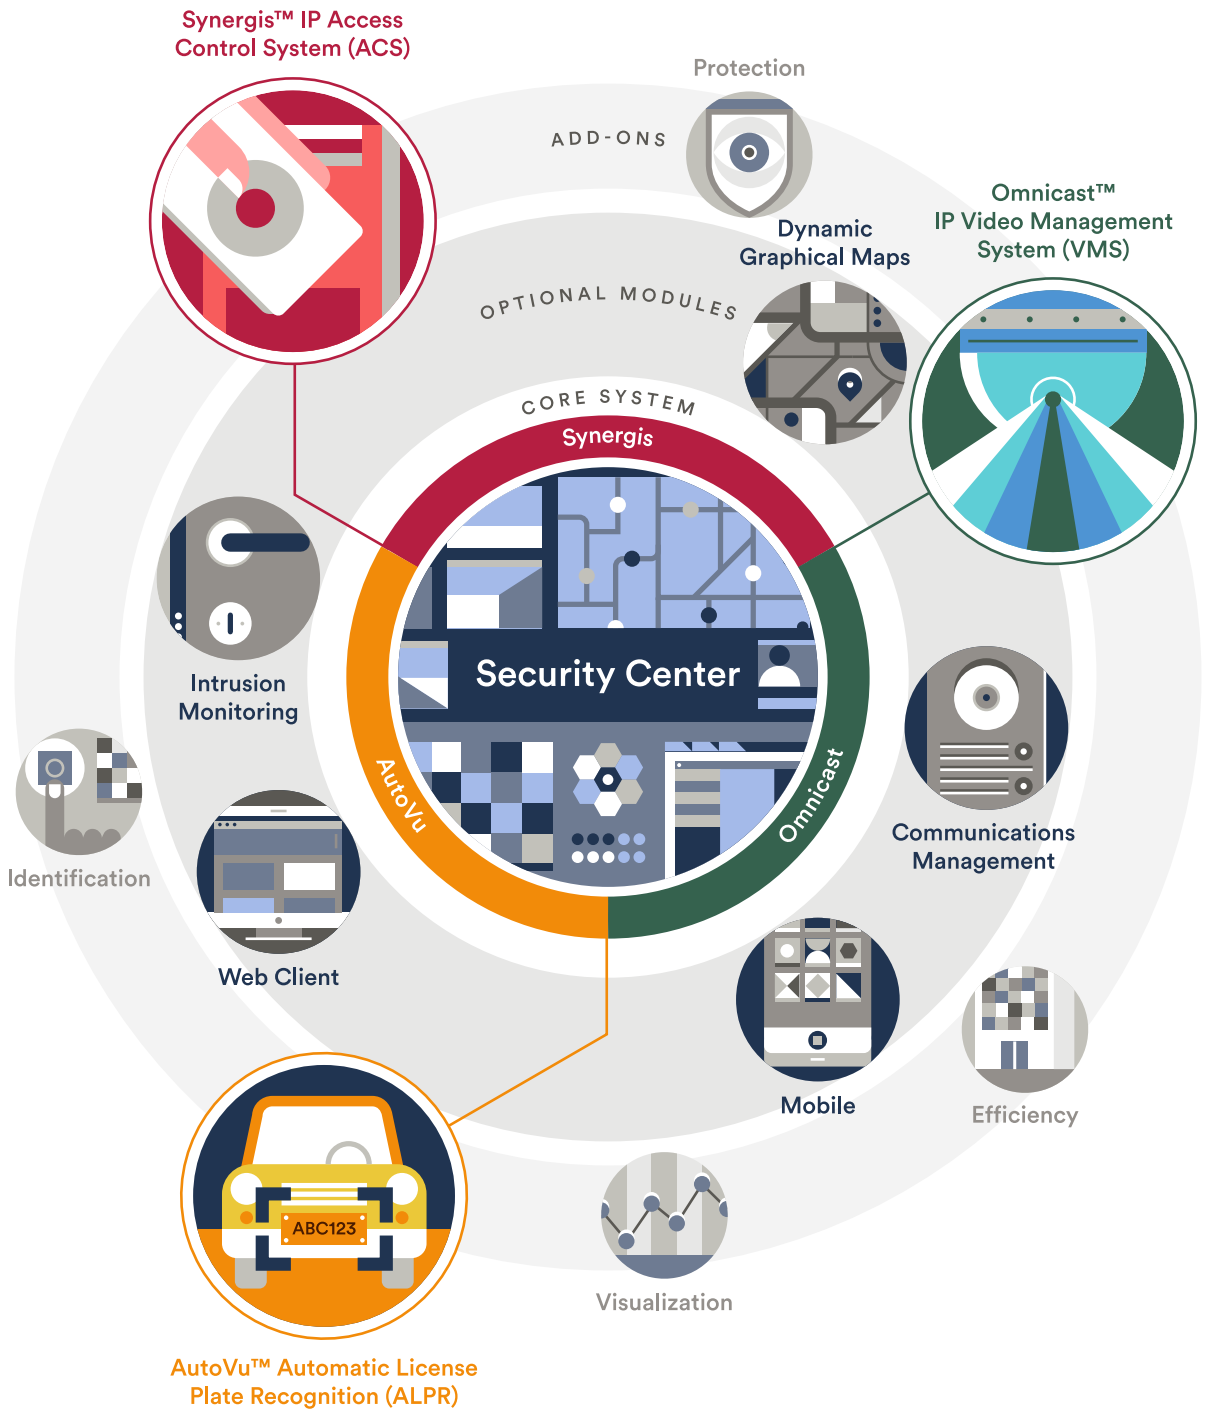 Synergis™ IP Access
Control System (ACS)
Protection
ADD-ONS
Omnicast™
IP Video Management
System (VMS)
Dynamic
Graphical Maps
OPTIONAL MODULES
CORE SYSTEM
Synergis
Security Center
Intrusion
Monitoring
AutoVu
Omnicast
Communications
Management
Identification
Web Client
Mobile
Efficiency
ABC123
Visualization
AutoVu™ Automatic License
Plate Recognition (ALPR)